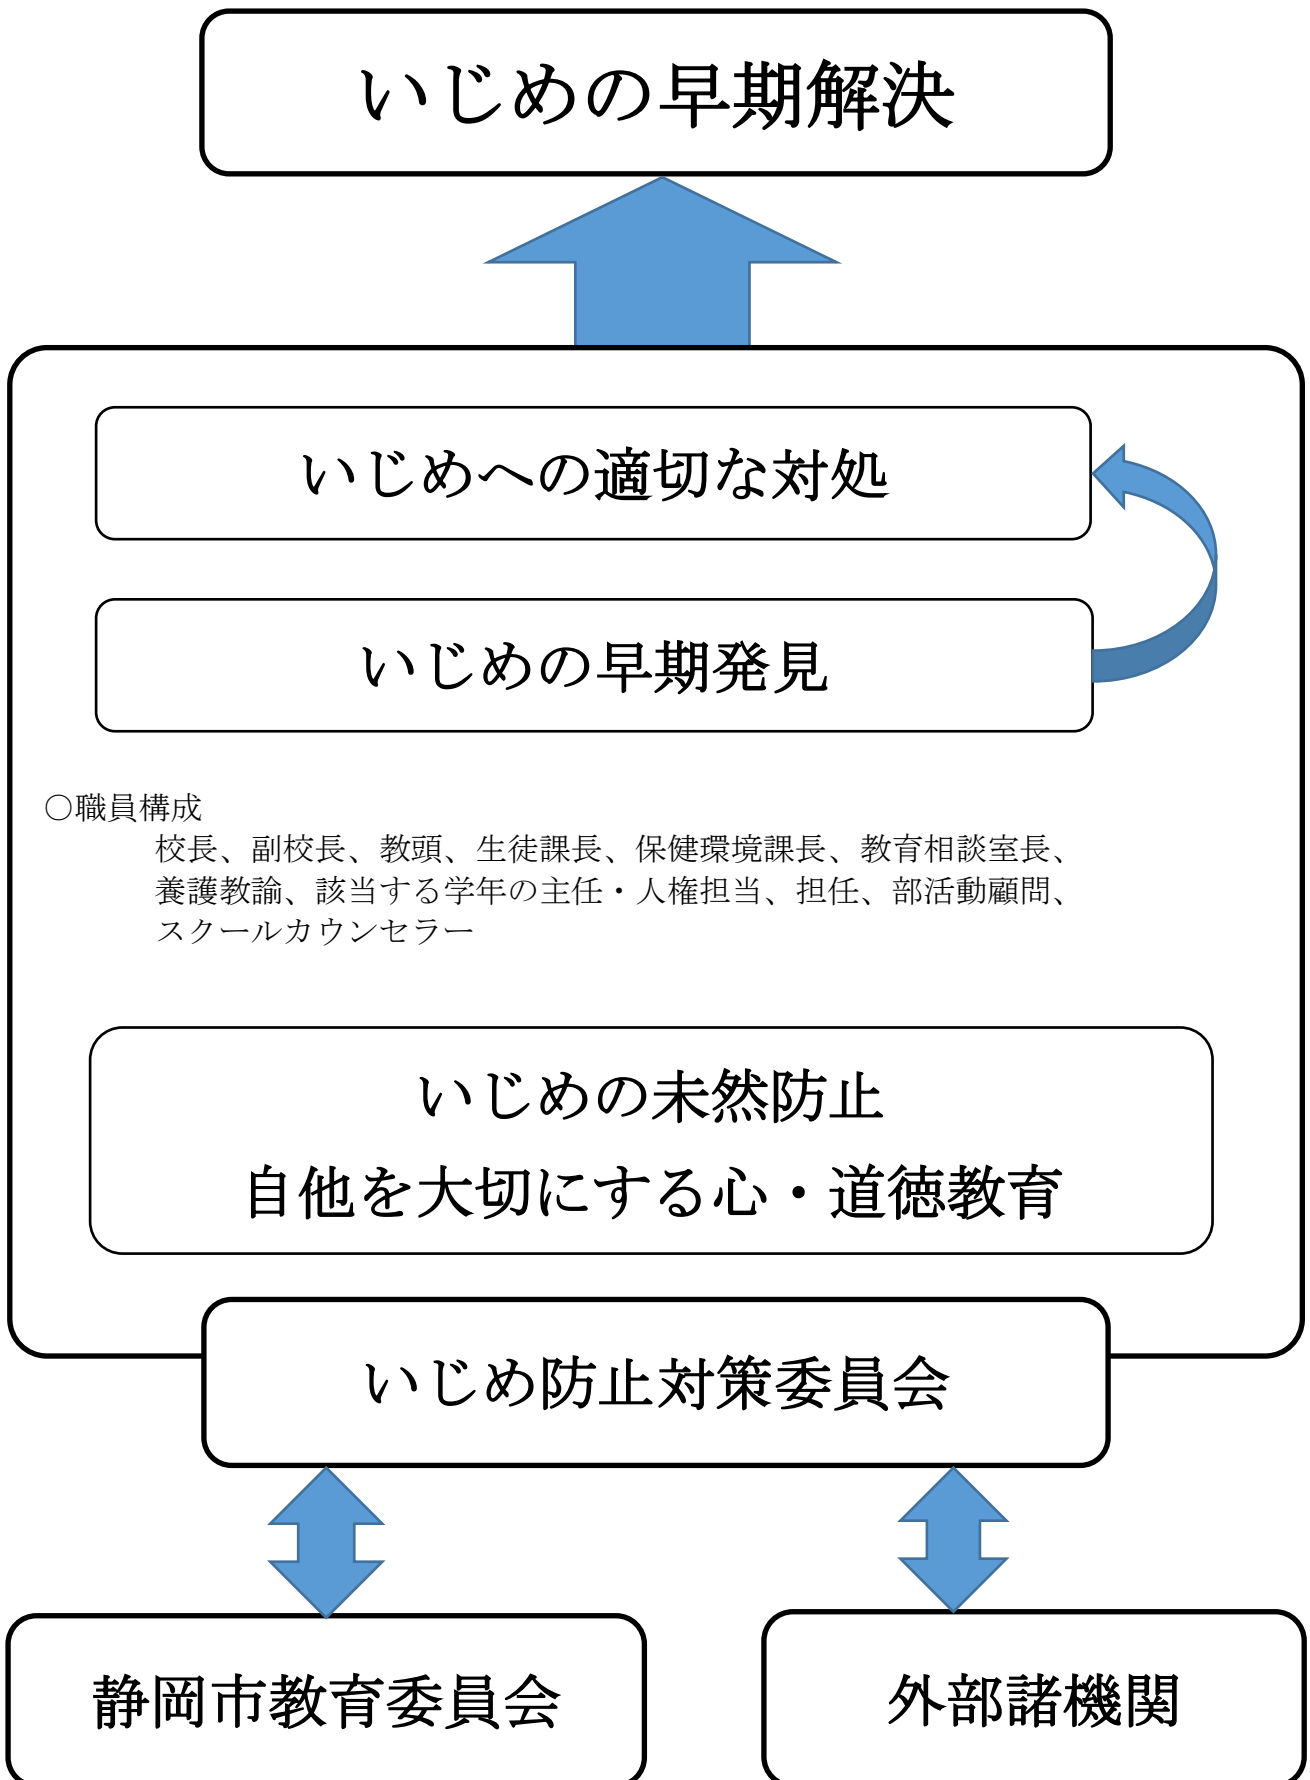 いじめの早期解決
いじめへの適切な対処
いじめの早期発見
〇職員構成
校長、副校長、教頭、生徒課長、保健環境課長、教育相談室長、
養護教諭、該当する学年の主任・人権担当、担任、部活動顧問、
スクールカウンセラー
いじめの未然防止
自他を大切にする心・道徳教育
いじめ防止対策委員会
静岡市教育委員会
外部諸機関